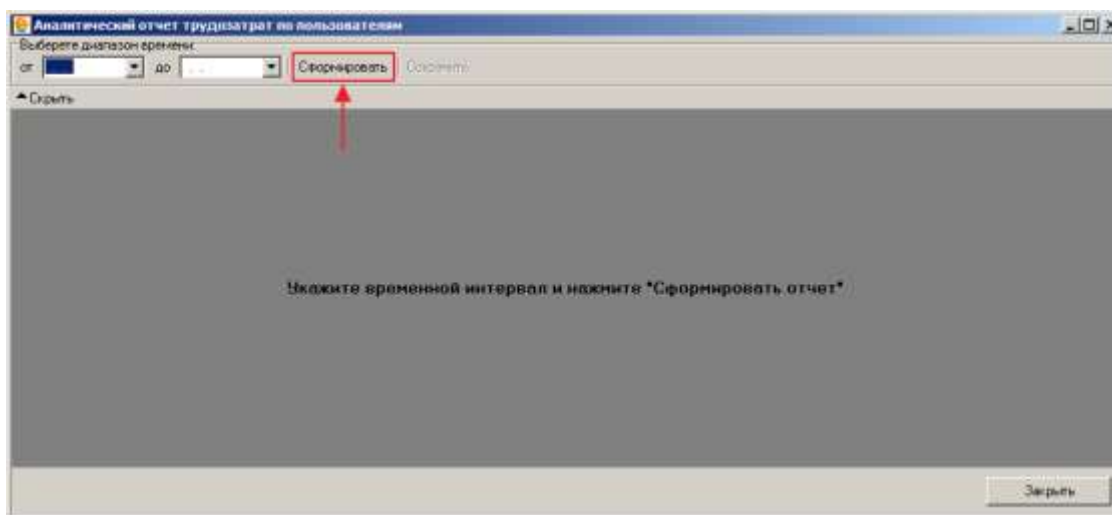 Аналитический отчет трудозатрат по пользователям
Выберете диапазон времени:
от до Сформировать Сохранить
Скрыть
Укажите временной интервал и нажмите "Сформировать отчет"
Закрыть